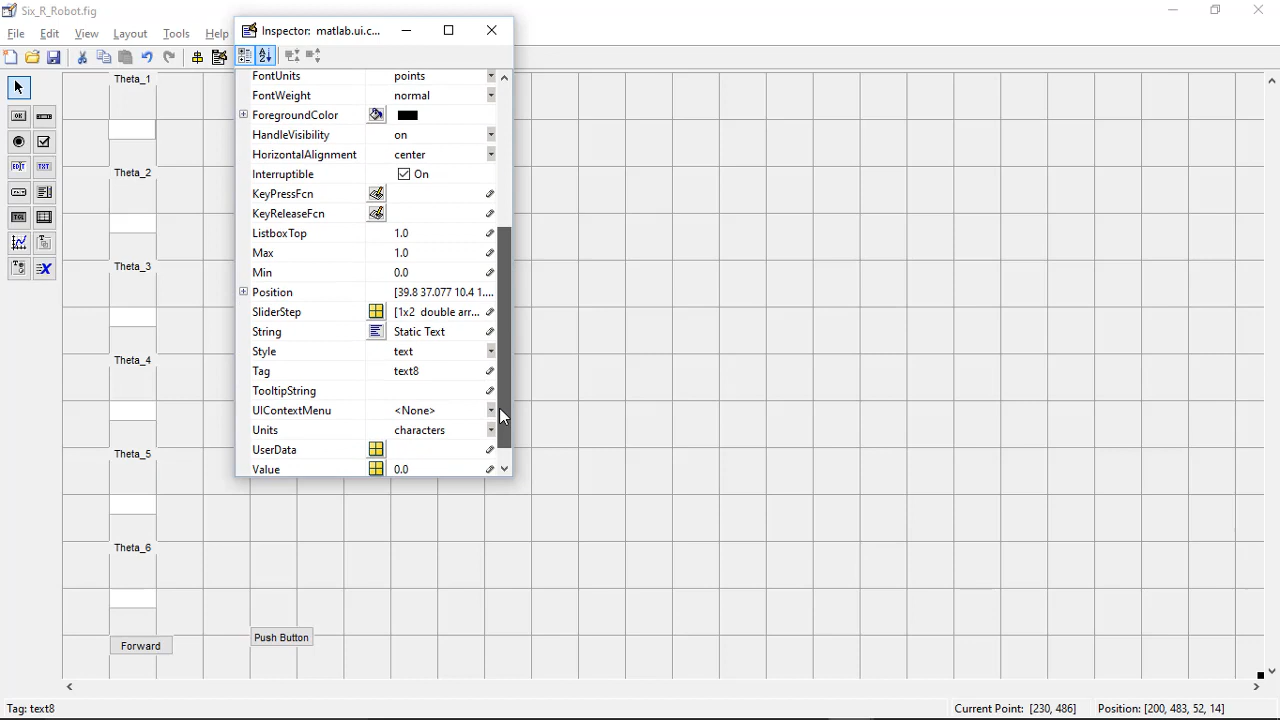 Six_R_Robot.fig
File Edit View Layout Tools Help
Inspector: matlab.ui.c...
FontUnits points
FontWeight normal
ForegroundColor
HandleVisibility on
HorizontalAlignment center
Interruptible On
KeyPressFcn
KeyReleaseFcn
ListboxTop 1.0
Max 1.0
Min 0.0
Position [39.8 37.077 10.4 1....
SliderStep [1x2 double arr...
String Static Text
Style text
Tag text8
TooltipString
UIContextMenu <None>
Units characters
UserData
Value 0.0
Theta_1
Theta_2
Theta_3
Theta_4
Theta_5
Theta_6
Forward
Push Button
OK
EDIT TXT
TGL
Tag: text8
Current Point: [230, 486] Position: [200, 483, 52, 14]